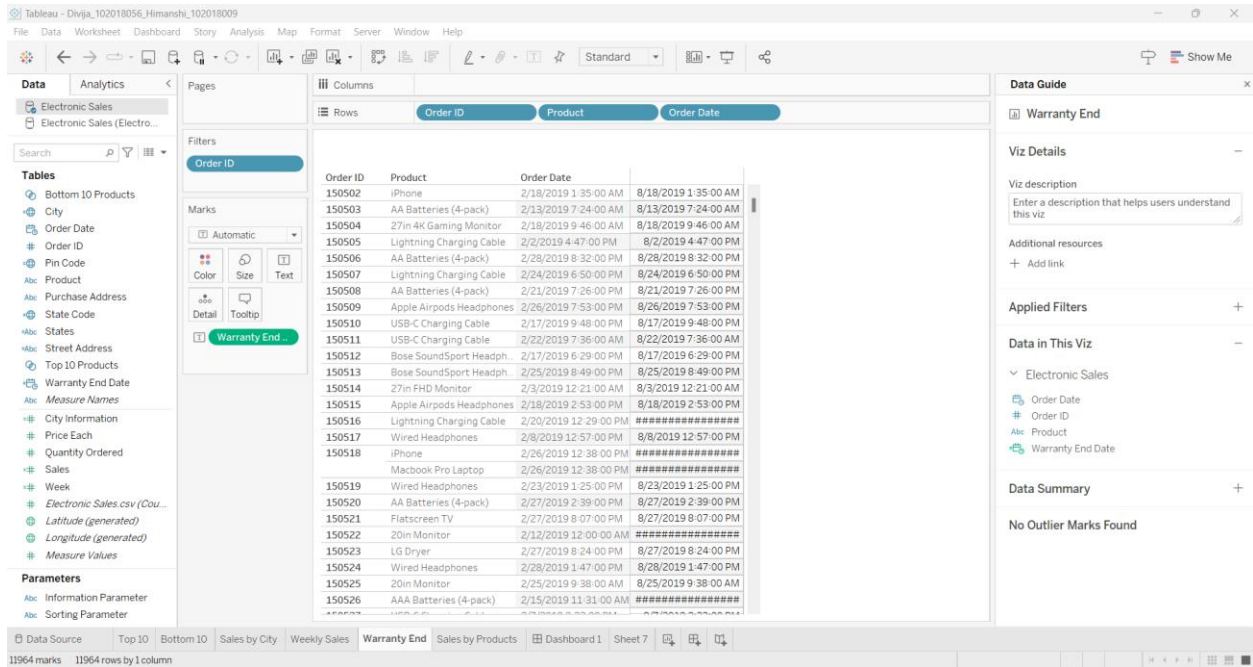 Tableau - Divija_102018056_Himanshi_102018009
File Data Worksheet Dashboard Story Analysis Map Format Server Window Help
Standard
Show Me
Data Analytics
Electronic Sales
Electronic Sales (Electro...
Search
Tables
Bottom 10 Products
City
Order Date
Order ID
Pin Code
Abc Product
Abc Purchase Address
State Code
Abc States
Abc Street Address
Top 10 Products
Warranty End Date
Abc Measure Names
City Information
Price Each
Quantity Ordered
Sales
Week
Electronic Sales.csv (Cou...
Latitude (generated)
Longitude (generated)
Measure Values
Parameters
Abc Information Parameter
Abc Sorting Parameter
Pages
Filters
Order ID
Marks
Automatic
Color Size Text
Detail Tooltip
Warranty End ..
Columns
Rows Order ID Product Order Date
Order ID Product Order Date
150502 iPhone 2/18/2019 1:35:00 AM 8/18/2019 1:35:00 AM
150503 AA Batteries (4-pack) 2/13/2019 7:24:00 AM 8/13/2019 7:24:00 AM
150504 27in 4K Gaming Monitor 2/18/2019 9:46:00 AM 8/18/2019 9:46:00 AM
150505 Lightning Charging Cable 2/2/2019 4:47:00 PM 8/2/2019 4:47:00 PM
150506 AA Batteries (4-pack) 2/28/2019 8:32:00 PM 8/28/2019 8:32:00 PM
150507 Lightning Charging Cable 2/24/2019 6:50:00 PM 8/24/2019 6:50:00 PM
150508 AA Batteries (4-pack) 2/21/2019 7:26:00 PM 8/21/2019 7:26:00 PM
150509 Apple Airpods Headphones 2/26/2019 7:53:00 PM 8/26/2019 7:53:00 PM
150510 USB-C Charging Cable 2/17/2019 9:48:00 PM 8/17/2019 9:48:00 PM
150511 USB-C Charging Cable 2/22/2019 7:36:00 AM 8/22/2019 7:36:00 AM
150512 Bose SoundSport Headph.. 2/17/2019 6:29:00 PM 8/17/2019 6:29:00 PM
150513 Bose SoundSport Headph.. 2/25/2019 8:49:00 PM 8/25/2019 8:49:00 PM
150514 27in FHD Monitor 2/3/2019 12:21:00 AM 8/3/2019 12:21:00 AM
150515 Apple Airpods Headphones 2/18/2019 2:53:00 PM 8/18/2019 2:53:00 PM
150516 Lightning Charging Cable 2/20/2019 12:29:00 PM ################
150517 Wired Headphones 2/8/2019 12:57:00 PM 8/8/2019 12:57:00 PM
150518 iPhone 2/26/2019 12:38:00 PM ################
Macbook Pro Laptop 2/26/2019 12:38:00 PM ################
150519 Wired Headphones 2/23/2019 1:25:00 PM 8/23/2019 1:25:00 PM
150520 AA Batteries (4-pack) 2/27/2019 2:39:00 PM 8/27/2019 2:39:00 PM
150521 Flatscreen TV 2/27/2019 8:07:00 PM 8/27/2019 8:07:00 PM
150522 20in Monitor 2/12/2019 12:00:00 AM ################
150523 LG Dryer 2/27/2019 8:24:00 PM 8/27/2019 8:24:00 PM
150524 Wired Headphones 2/28/2019 1:47:00 PM 8/28/2019 1:47:00 PM
150525 20in Monitor 2/25/2019 9:38:00 AM 8/25/2019 9:38:00 AM
150526 AAA Batteries (4-pack) 2/15/2019 11:31:00 AM ################
Data Guide
Warranty End
Viz Details
Viz description
Enter a description that helps users understand
this viz
Additional resources
+ Add link
Applied Filters
Data in This Viz
Electronic Sales
Order Date
# Order ID
Abc Product
Warranty End Date
Data Summary
No Outlier Marks Found
Data Source Top 10 Bottom 10 Sales by City Weekly Sales Warranty End Sales by Products Dashboard 1 Sheet 7
11964 marks 11964 rows by 1 column